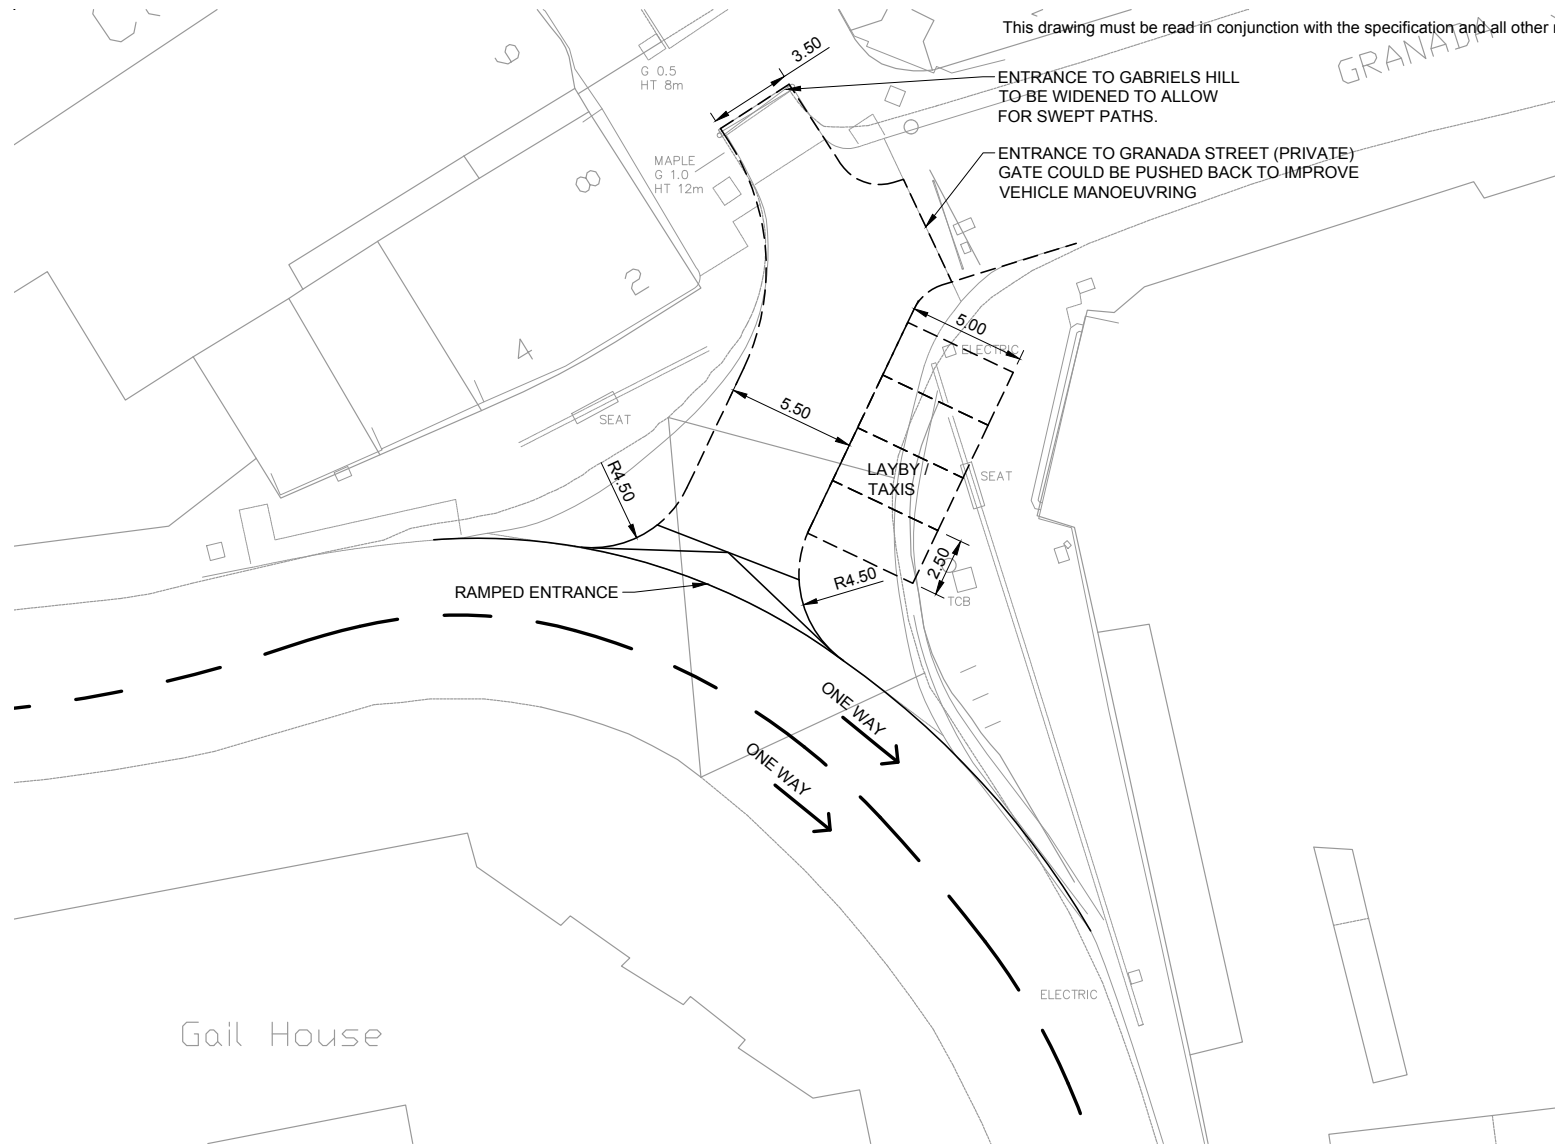 This drawing must be read in conjunction with the specification and all other
GRANADA
3.50
G 0.5
HT 8m
ENTRANCE TO GABRIELS HILL
TO BE WIDENED TO ALLOW
FOR SWEPT PATHS.
9
MAPLE
G 1.0
HT 12m
ENTRANCE TO GRANADA STREET (PRIVATE)
GATE COULD BE PUSHED BACK TO IMPROVE
VEHICLE MANOEUVRING
8
2
4
5.00
ELECTRIC
5.50
SEAT
R4.50
LAYBY /
TAXIS
SEAT
2.50
R4.50
RAMPED ENTRANCE
TCB
ONE WAY
ONE WAY
ELECTRIC
Gail House